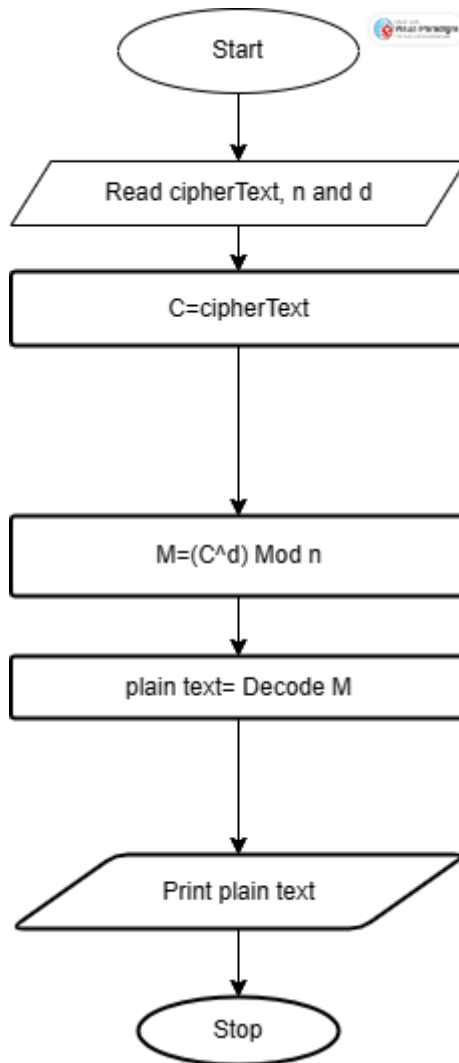 Start
Read cipherText, n and d
C=cipherText
M=(C^d) Mod n
plain text= Decode M
Print plain text
Stop